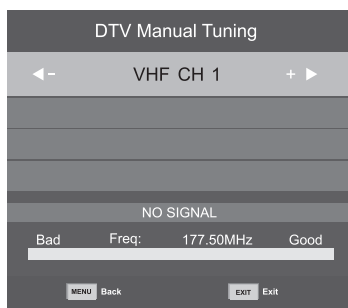 DTV Manual Tuning
- VHF CH 1 +
NO SIGNAL
Bad Freq: 177.50MHz Good
MENU Back EXIT Exit